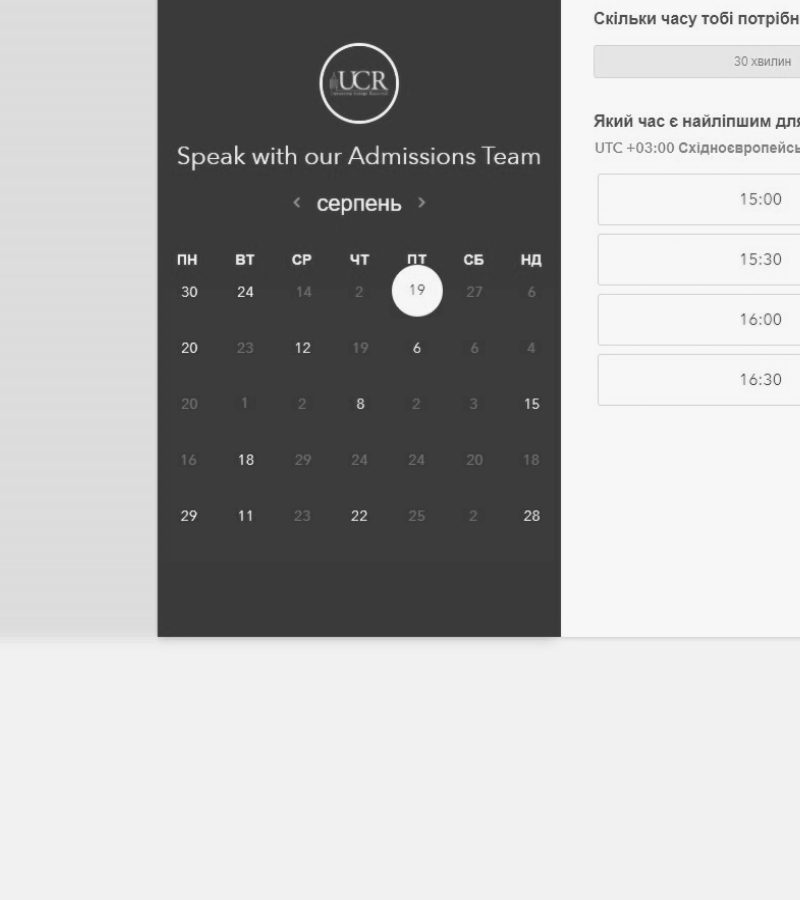 UCR
Speak with our Admissions Team
‹ серпень ›
ПН ВТ СР ЧТ ПТ СБ НД
30 24 14 2 19 27 6
20 23 12 19 6 6 4
20 1 2 8 2 3 15
16 18 29 24 24 20 18
29 11 23 22 25 2 28
Скільки часу тобі потрібн
30 хвилин
Який час є найліпшим для
UTC +03:00 Східноєвропейсь
15:00
15:30
16:00
16:30